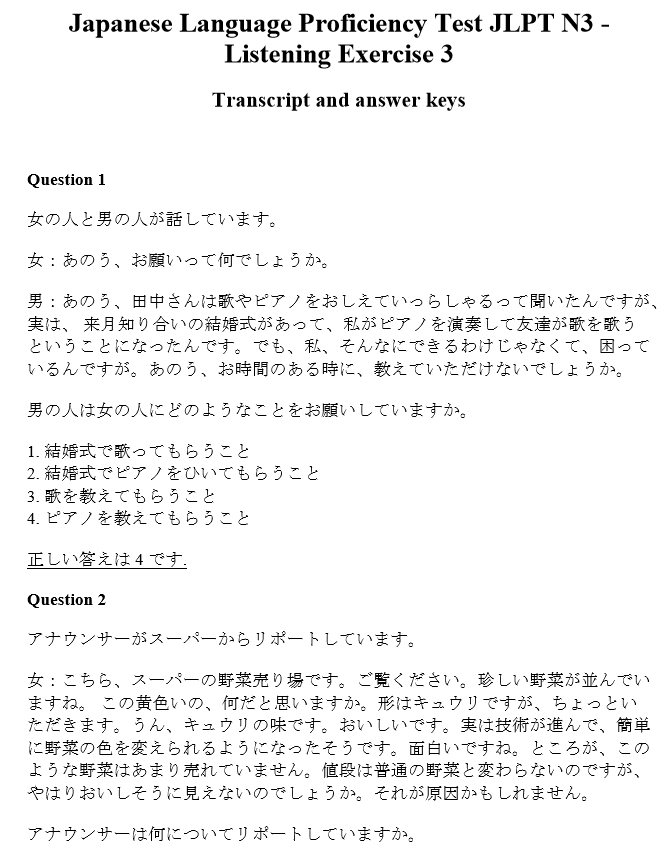 Japanese Language Proficiency Test JLPT N3 -
Listening Exercise 3
Transcript and answer keys
Question 1
女の人と男の人が話しています。
女：あのう、お願いって何でしょうか。
男：あのう、田中さんは歌やピアノをおしえていっらしゃるって聞いたんですが、
実は、 来月知り合いの結婚式があって、私がピアノを演奏して友達が歌を歌う
ということになったんです。でも、私、そんなにできるわけじゃなくて、困って
いるんですが。あのう、お時間のある時に、教えていただけないでしょうか。
男の人は女の人にどのようなことをお願いしていますか。
1. 結婚式で歌ってもらうこと
2. 結婚式でピアノをひいてもらうこと
3. 歌を教えてもらうこと
4. ピアノを教えてもらうこと
正しい答えは 4 です.
Question 2
アナウンサーがスーパーからリポートしています。
女：こちら、スーパーの野菜売り場です。ご覧ください。珍しい野菜が並んでい
ますね。 この黄色いの、何だと思いますか。形はキュウリですが、ちょっとい
ただきます。うん、キュウリの味です。おいしいです。実は技術が進んで、簡単
に野菜の色を変えられるようになったそうです。面白いですね。ところが、この
ような野菜はあまり売れていません。値段は普通の野菜と変わらないのですが、
やはりおいしそうに見えないのでしょうか。それが原因かもしれません。
アナウンサーは何についてリポートしていますか。